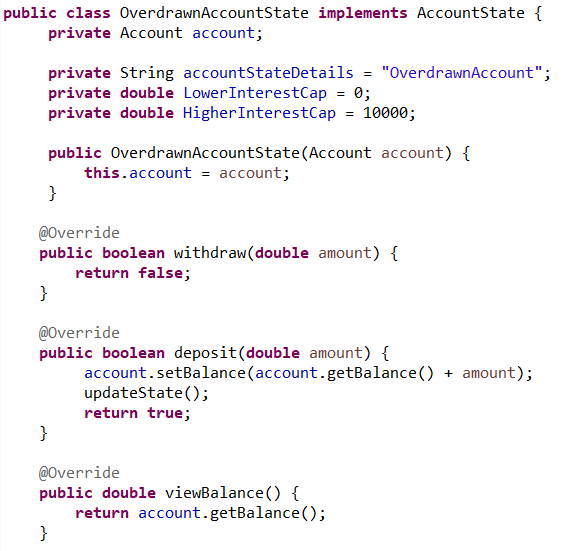 public class OverdrawnAccountState implements AccountState {
private Account account;
private String accountStateDetails = "OverdrawnAccount";
private double LowerInterestCap = 0;
private double HigherInterestCap = 10000;
public OverdrawnAccountState(Account account) {
this.account = account;
}
@Override
public boolean withdraw(double amount) {
return false;
}
@Override
public boolean deposit(double amount) {
account.setBalance(account.getBalance() + amount);
updateState();
return true;
}
@Override
public double viewBalance() {
return account.getBalance();
}